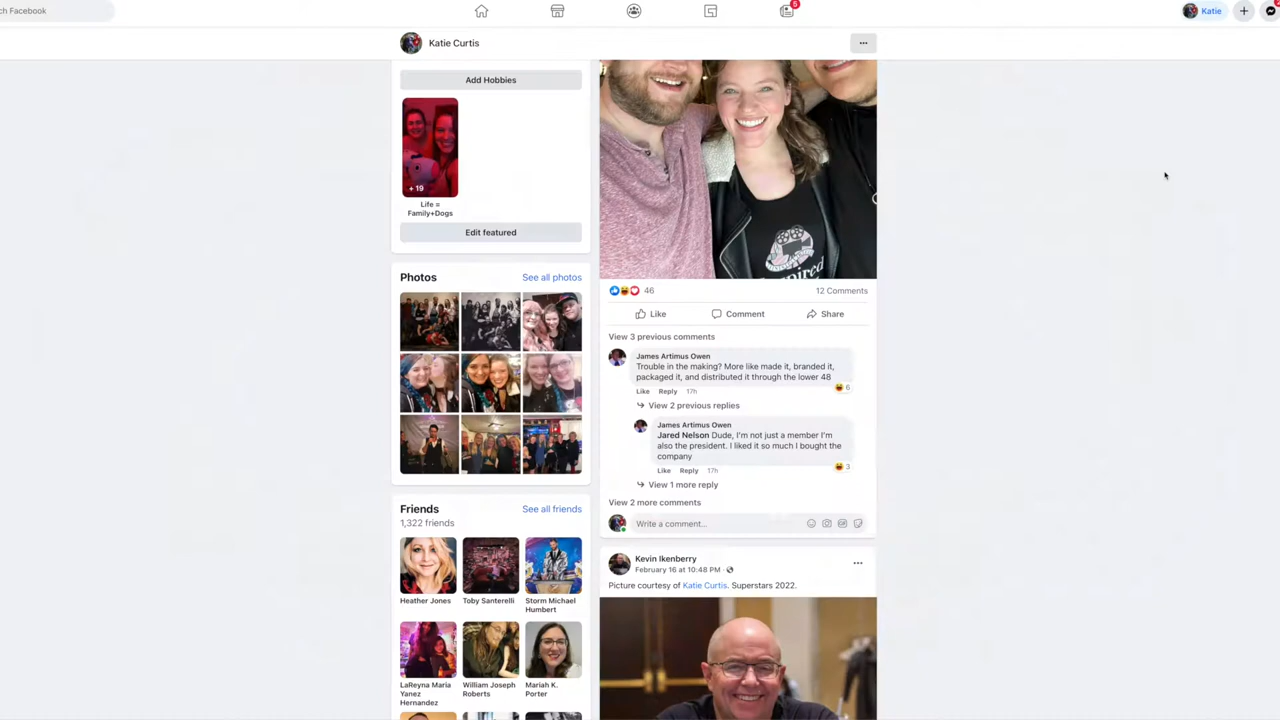 ch Facebook
5
Katie
Katie Curtis
Add Hobbies
+ 19
Life =
Family+Dogs
Edit featured
Photos
See all photos
Friends
See all friends
1,322 friends
Heather Jones
Toby Santerelli
Storm Michael
Humbert
LaReyna Maria
Yanez
Hernandez
William Joseph
Roberts
Mariah K.
Porter
46
12 Comments
Like
Comment
Share
View 3 previous comments
James Artimus Owen
Trouble in the making? More like made it, branded it,
packaged it, and distributed it through the lower 48
6
Like Reply 17h
View 2 previous replies
James Artimus Owen
Jared Nelson Dude, I'm not just a member I'm
also the president. I liked it so much I bought the
company
3
Like Reply 17h
View 1 more reply
View 2 more comments
Write a comment...
GIF
Kevin Ikenberry
February 16 at 10:48 PM ·
Picture courtesy of Katie Curtis. Superstars 2022.